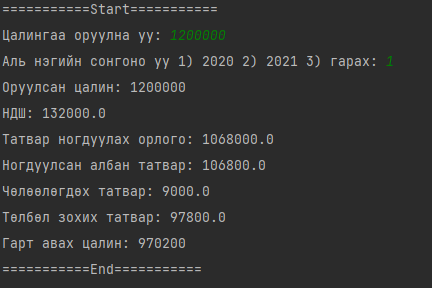 ===========Start===========
Цалингаа оруулна уу: 1200000
Аль нэгийн сонгоно уу 1) 2020 2) 2021 3) гарах: 1
Оруулсан цалин: 1200000
НДШ: 132000.0
Татвар ногдуулах орлого: 1068000.0
Ногдуулсан албан татвар: 106800.0
Чөлөөлөгдөх татвар: 9000.0
Төлбөл зохих татвар: 97800.0
Гарт авах цалин: 970200
===========End===========